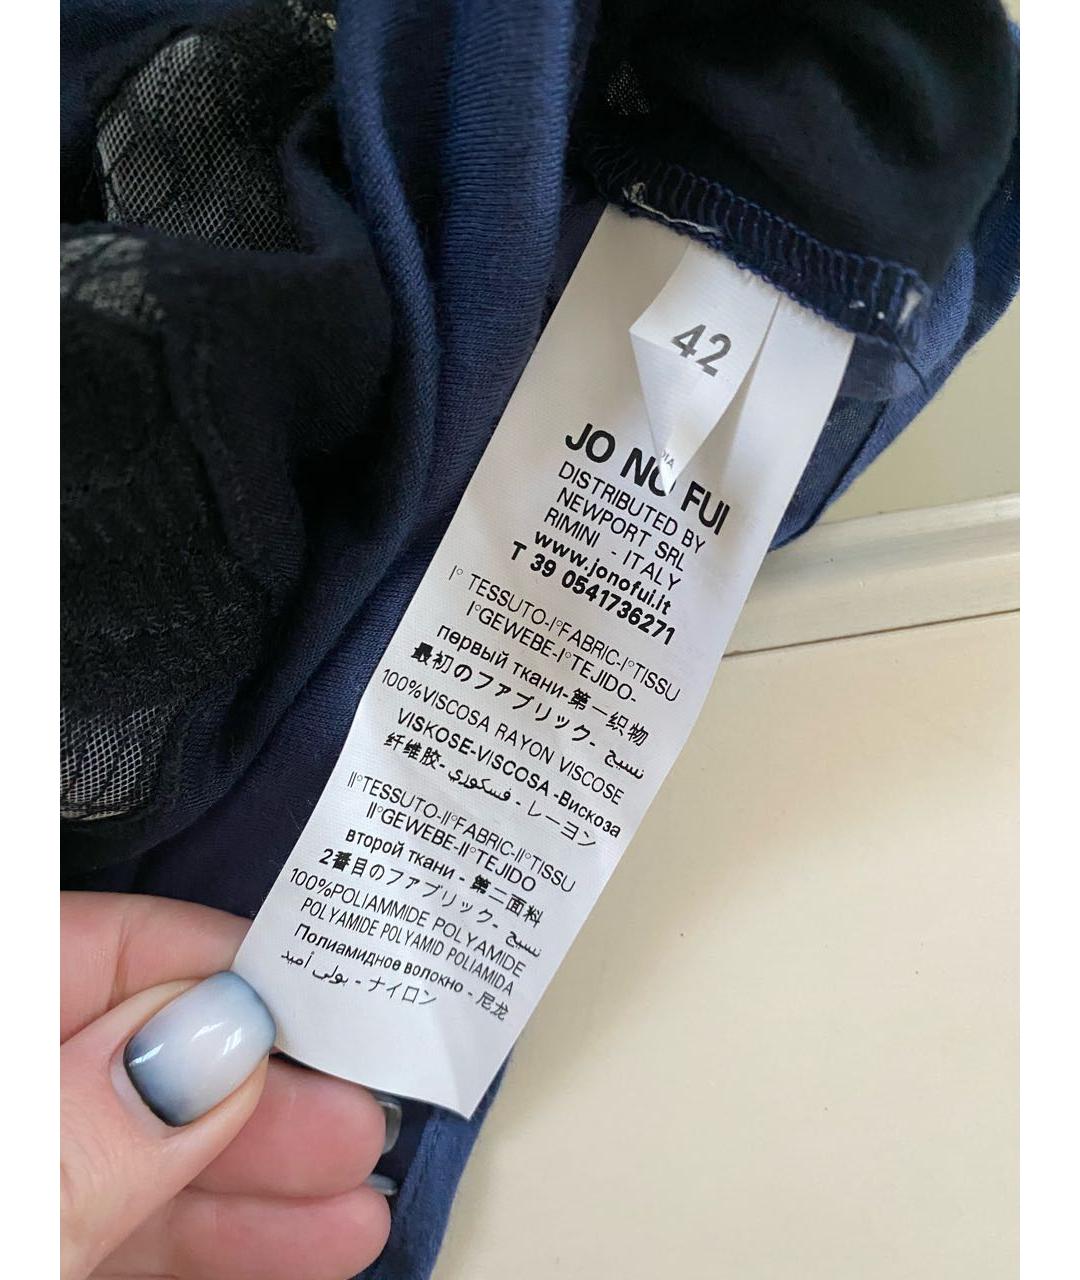 42
JO NO FUI
DISTRIBUTED BY
NEWPORT SRL
RIMINI - ITALY
www.jonofui.it
T 39 0541736271
I° TESSUTO-I°FABRIC-I°TISSU
I°GEWEBE-I°TEJIDO-
первый ткани-第一织物
最初のファブリック- نسيج
100%VISCOSA RAYON VISCOSE
VISKOSE-VISCOSA -Вискоза
纤维胶- فسكوزي - レーヨン
II°TESSUTO-II°FABRIC-II°TISSU
II°GEWEBE-II°TEJIDO
второй ткани - 第二面料
2番目のファブリック- نسيج
100%POLIAMMIDE POLYAMIDE
POLYAMIDE POLYAMID POLIAMIDA
Полиамидное волокно - 尼龙
بولي أميد - ナイロン